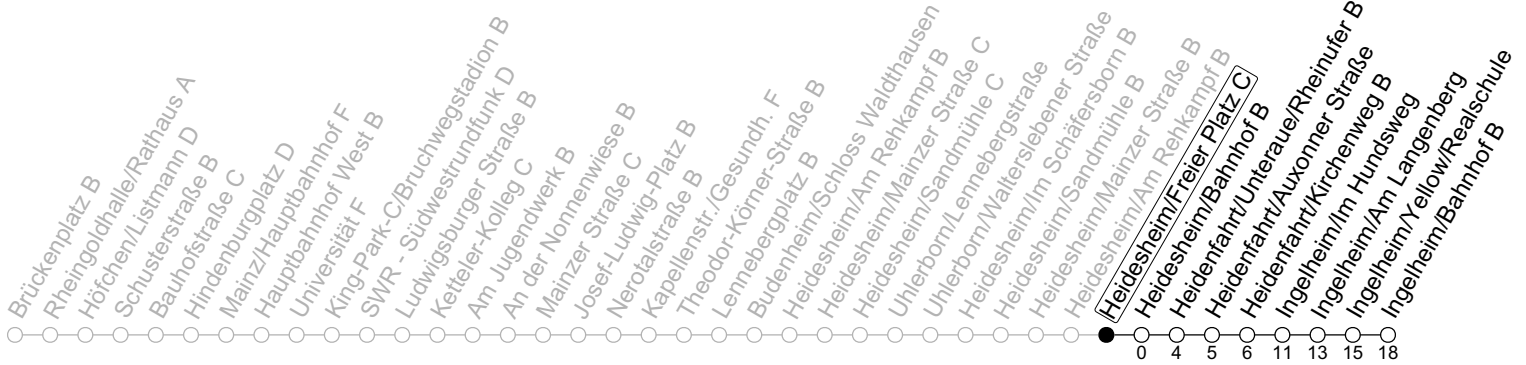 Brückenplatz B
Rheingoldhalle/Rathaus A
Höfchen/Listmann D
Schusterstraße B
Bauhofstraße C
Hindenburgplatz D
Mainz/Hauptbahnhof F
Hauptbahnhof West B
Universität F
King-Park-C/Bruchwegstadion B
SWR - Südwestrundfunk D
Ludwigsburger Straße B
Ketteler-Kolleg C
Am Jugendwerk B
An der Nonnenwiese B
Mainzer Straße C
Josef-Ludwig-Platz B
Nerotalstraße B
Kapellenstr./Gesundh. F
Theodor-Körner-Straße B
Lennebergplatz B
Budenheim/Schloss Waldthausen
Heidesheim/Am Rehkampf B
Heidesheim/Mainzer Straße C
Heidesheim/Sandmühle C
Uhlerborn/Lennebergstraße
Uhlerborn/Walterslebener Straße
Heidesheim/Im Schäfersborn B
Heidesheim/Sandmühle B
Heidesheim/Mainzer Straße B
Heidesheim/Am Rehkampf B
Heidesheim/Freier Platz C
Heidesheim/Bahnhof B
Heidenfahrt/Unteraue/Rheinufer B
Heidenfahrt/Auxonner Straße
Heidenfahrt/Kirchenweg B
Ingelheim/Im Hundsweg
Ingelheim/Am Langenberg
Ingelheim/Yellow/Realschule
Ingelheim/Bahnhof B
0 4 5 6 11 13 15 18